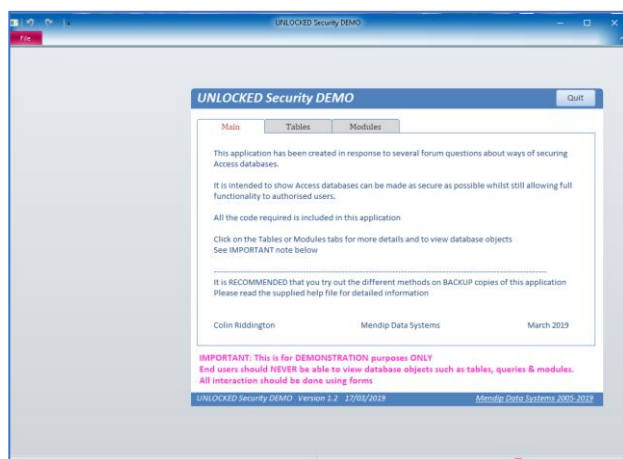 UNLOCKED Security DEMO
File
UNLOCKED Security DEMO
Quit
Main Tables Modules
This application has been created in response to several forum questions about ways of securing
Access databases.
It is intended to show Access databases can be made as secure as possible whilst still allowing full
functionality to authorised users.
All the code required is included in this application
Click on the Tables or Modules tabs for more details and to view database objects
See IMPORTANT note below
It is RECOMMENDED that you try out the different methods on BACKUP copies of this application
Please read the supplied help file for detailed information
Colin Riddington Mendip Data Systems March 2019
IMPORTANT: This is for DEMONSTRATION purposes ONLY
End users should NEVER be able to view database objects such as tables, queries & modules.
All interaction should be done using forms
UNLOCKED Security DEMO Version 1.2 17/03/2019 Mendip Data Systems 2005-2019